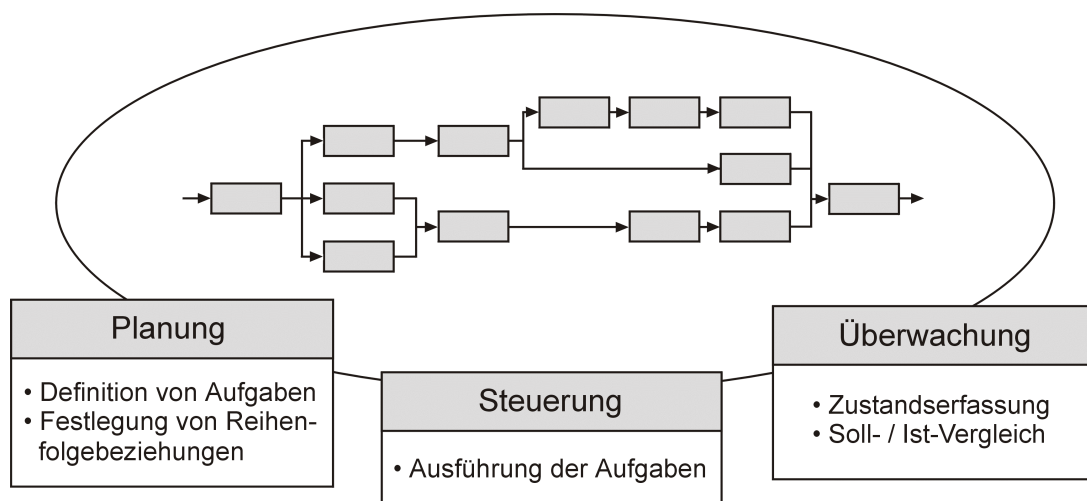 Planung
• Definition von Aufgaben
• Festlegung von Reihen-
folgebeziehungen
Steuerung
• Ausführung der Aufgaben
Überwachung
• Zustandserfassung
• Soll- / Ist-Vergleich